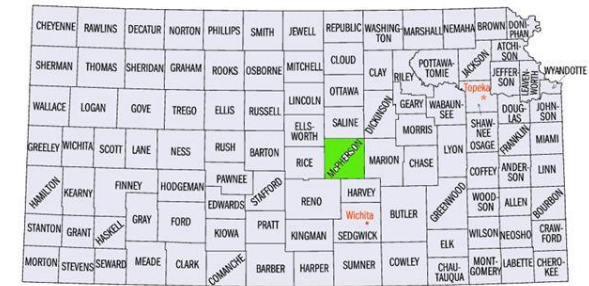 CHEYENNE
RAWLINS
DECATUR
NORTON
PHILLIPS
SMITH
JEWELL
REPUBLIC
WASHING-
TON
MARSHALL
NEMAHA
BROWN
DONI-
PHAN
SHERMAN
THOMAS
SHERIDAN
GRAHAM
ROOKS
OSBORNE
MITCHELL
CLOUD
CLAY
RILEY
POTTAWA-
TOMIE
JACKSON
ATCHI-
SON
JEFFER-
SON
LEAVEN-
WORTH
WYANDOTTE
WALLACE
LOGAN
GOVE
TREGO
ELLIS
RUSSELL
LINCOLN
OTTAWA
SALINE
DICKINSON
GEARY
WABAUN-
SEE
Topeka
*
SHAW-
NEE
DOUG-
LAS
JOHN-
SON
GREELEY
WICHITA
SCOTT
LANE
NESS
RUSH
BARTON
ELLS-
WORTH
RICE
McPHERSON
MARION
MORRIS
CHASE
LYON
OSAGE
FRANKLIN
MIAMI
HAMILTON
KEARNY
FINNEY
HODGEMAN
PAWNEE
STAFFORD
RENO
HARVEY
BUTLER
GREENWOOD
COFFEY
ANDER-
SON
LINN
STANTON
GRANT
HASKELL
GRAY
FORD
EDWARDS
KIOWA
PRATT
KINGMAN
Wichita
*
SEDGWICK
WOOD-
SON
ALLEN
BOURBON
MORTON
STEVENS
SEWARD
MEADE
CLARK
COMANCHE
BARBER
HARPER
SUMNER
COWLEY
ELK
CHAU-
TAUQUA
WILSON
NEOSHO
CRAW-
FORD
MONT-
GOMERY
LABETTE
CHERO-
KEE